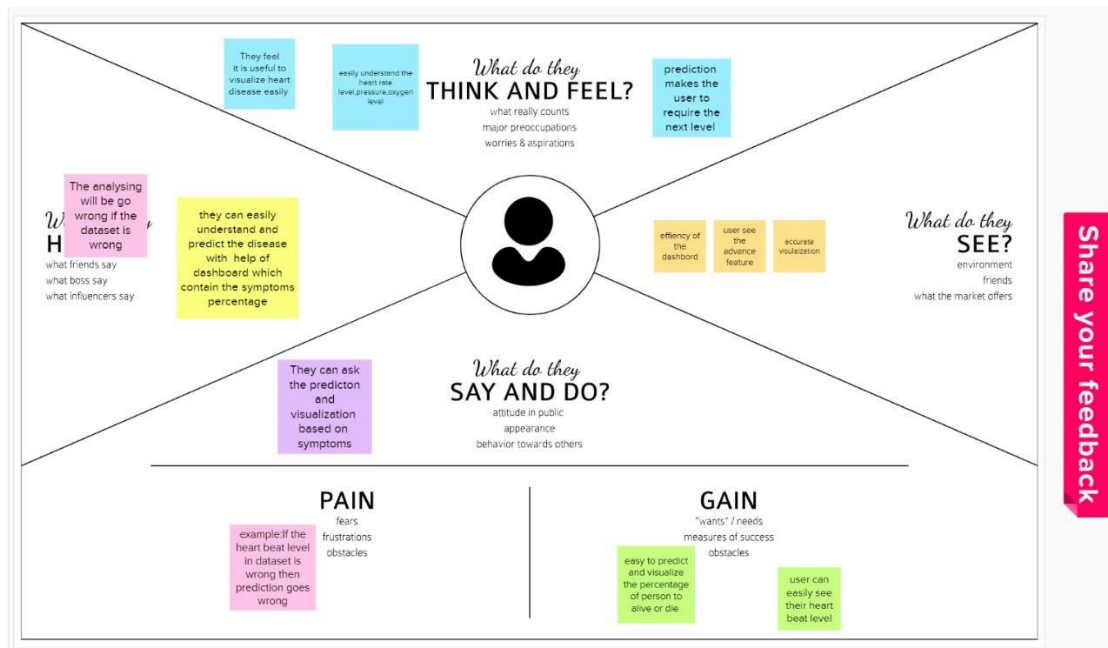 They feel
it is useful to
visualize heart
disease easily
easily understand the
heart rate
level,pressure,oxygen
level
What do they
THINK AND FEEL?
what really counts
major preoccupations
worries & aspirations
prediction
makes the
user to
require the
next level
The analysing
will be go
wrong if the
dataset is
wrong
H
what friends say
what boss say
what influencers say
they can easily
understand and
predict the disease
with help of
dashboard which
contain the symptoms
percentage
effiency of
the
dashbord
user see
the
advance
feature
accurate
visulaization
What do they
SEE?
environment
friends
what the market offers
They can ask
the predicton
and
visualization
based on
symptoms
What do they
SAY AND DO?
attitude in public
appearance
behavior towards others
PAIN
fears
frustrations
obstacles
example:If the
heart beat level
in dataset is
wrong then
prediction goes
wrong
GAIN
"wants" / needs
measures of success
obstacles
easy to predict
and visualize
the percentage
of person to
alive or die
user can
easily see
their heart
beat level
Share your feedback